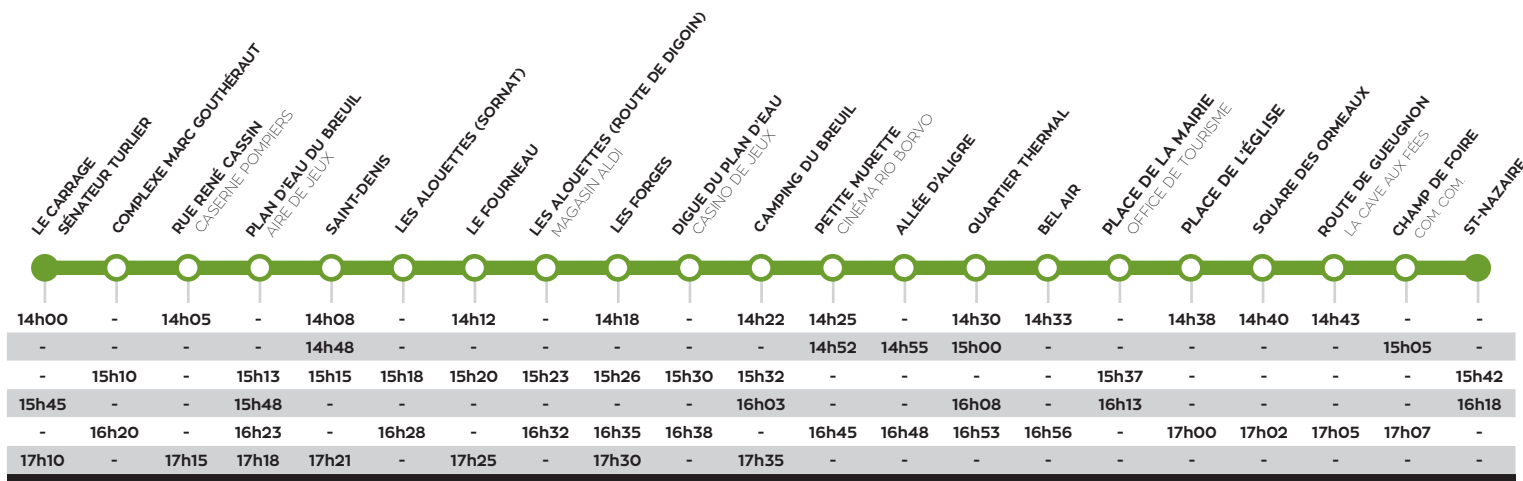 LE CARRAGE
SÉNATEUR TURLIER
COMPLEXE MARC GOUTHÉRAUT
RUE RENÉ CASSIN
CASERNE POMPIERS
PLAN D'EAU DU BREUIL
AIRE DE JEUX
SAINT-DENIS
LES ALOUETTES (SORNAT)
LE FOURNEAU
LES ALOUETTES (ROUTE DE DIGOIN)
MAGASIN ALDI
LES FORGES
DIGUE DU PLAN D'EAU
CASINO DE JEUX
CAMPING DU BREUIL
PETITE MURETTE
CINÉMA RIO BORVO
ALLÉE D'ALIGRE
QUARTIER THERMAL
BEL AIR
PLACE DE LA MAIRIE
OFFICE DE TOURISME
PLACE DE L'ÉGLISE
SQUARE DES ORMEAUX
ROUTE DE GUEUGNON
LA CAVE AUX FÉES
CHAMP DE FOIRE
COM. COM.
ST-NAZAIRE
14h00 - 14h05 - 14h08 - 14h12 - 14h18 - 14h22 14h25 - 14h30 14h33 - 14h38 14h40 14h43 - -
- - - - 14h48 - - - - - - 14h52 14h55 15h00 - - - - - 15h05 -
- 15h10 - 15h13 15h15 15h18 15h20 15h23 15h26 15h30 15h32 - - - - 15h37 - - - - 15h42
15h45 - - 15h48 - - - - - - 16h03 - - 16h08 - 16h13 - - - - 16h18
- 16h20 - 16h23 - 16h28 - 16h32 16h35 16h38 - 16h45 16h48 16h53 16h56 - 17h00 17h02 17h05 17h07 -
17h10 - 17h15 17h18 17h21 - 17h25 - 17h30 - 17h35 - - - - - - - - - -